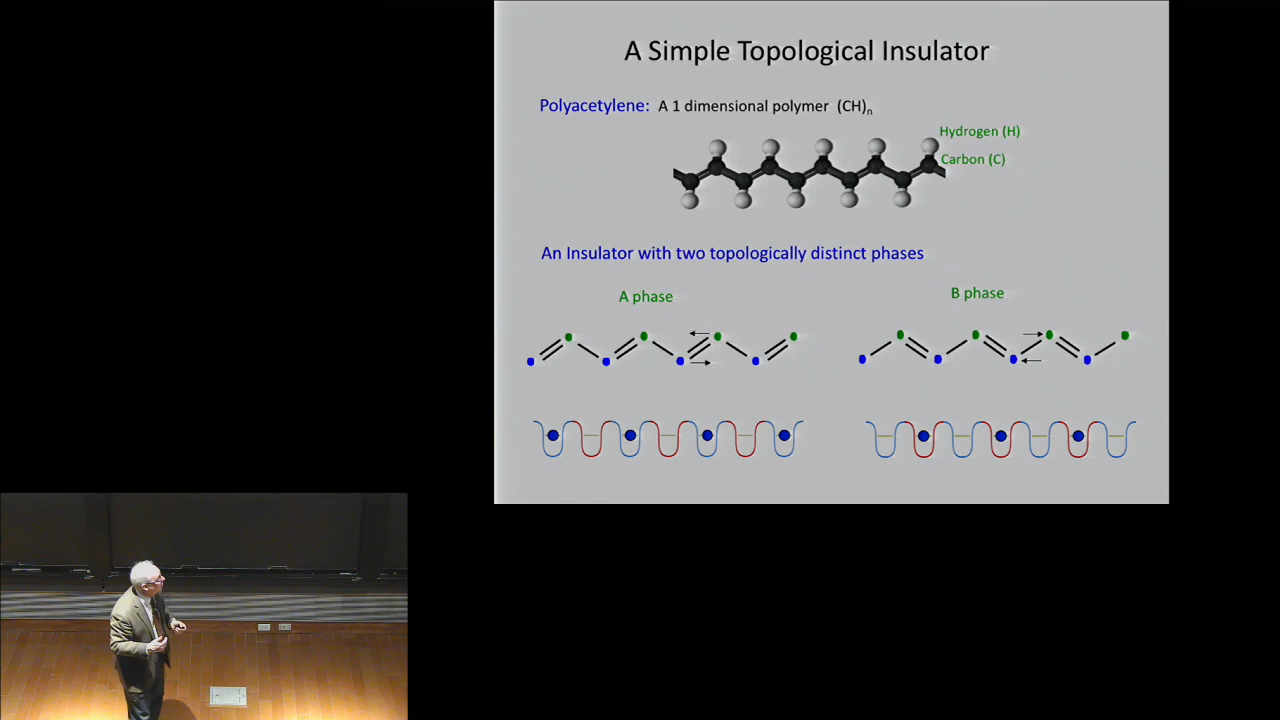 A Simple Topological Insulator
Polyacetylene: A 1 dimensional polymer (CH)n
Hydrogen (H)
Carbon (C)
An Insulator with two topologically distinct phases
A phase
B phase